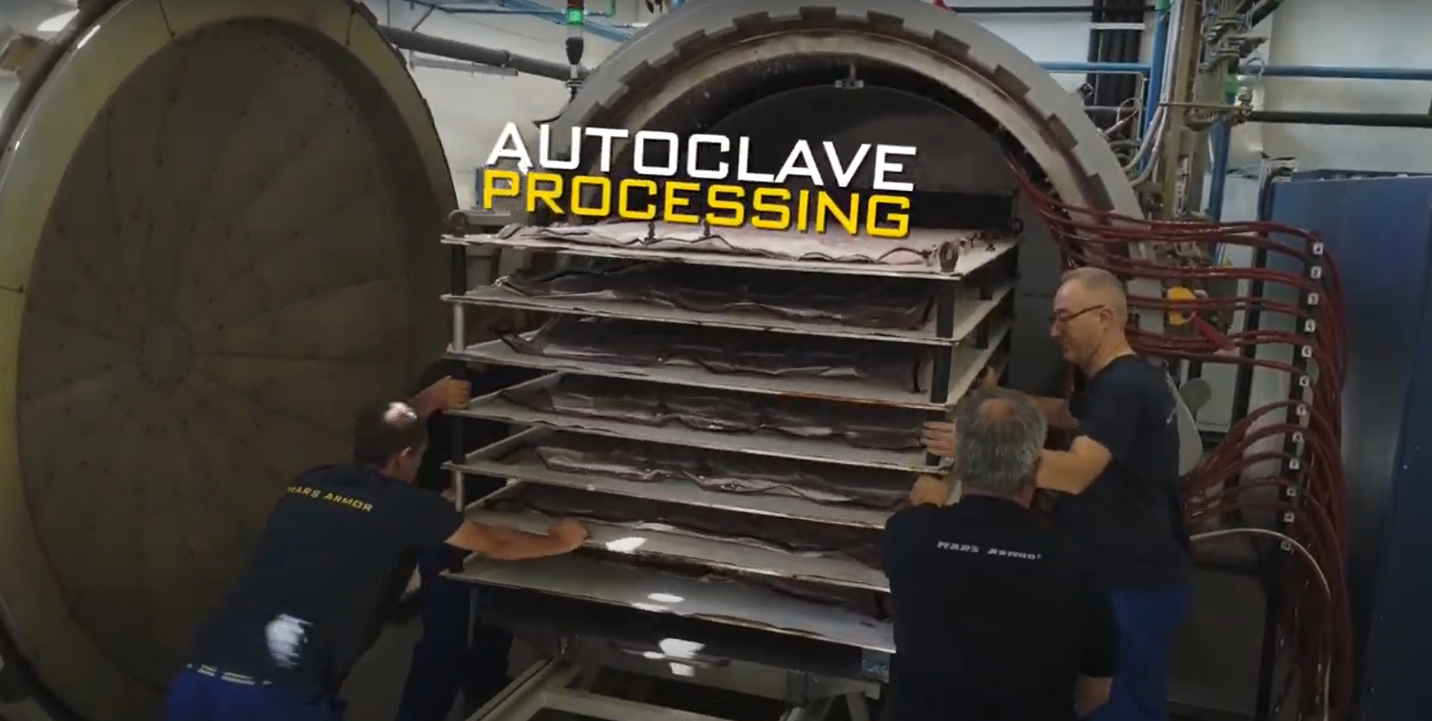 AUTOCLAVE
PROCESSING
MARS ARMOR
MARS ARMOR®